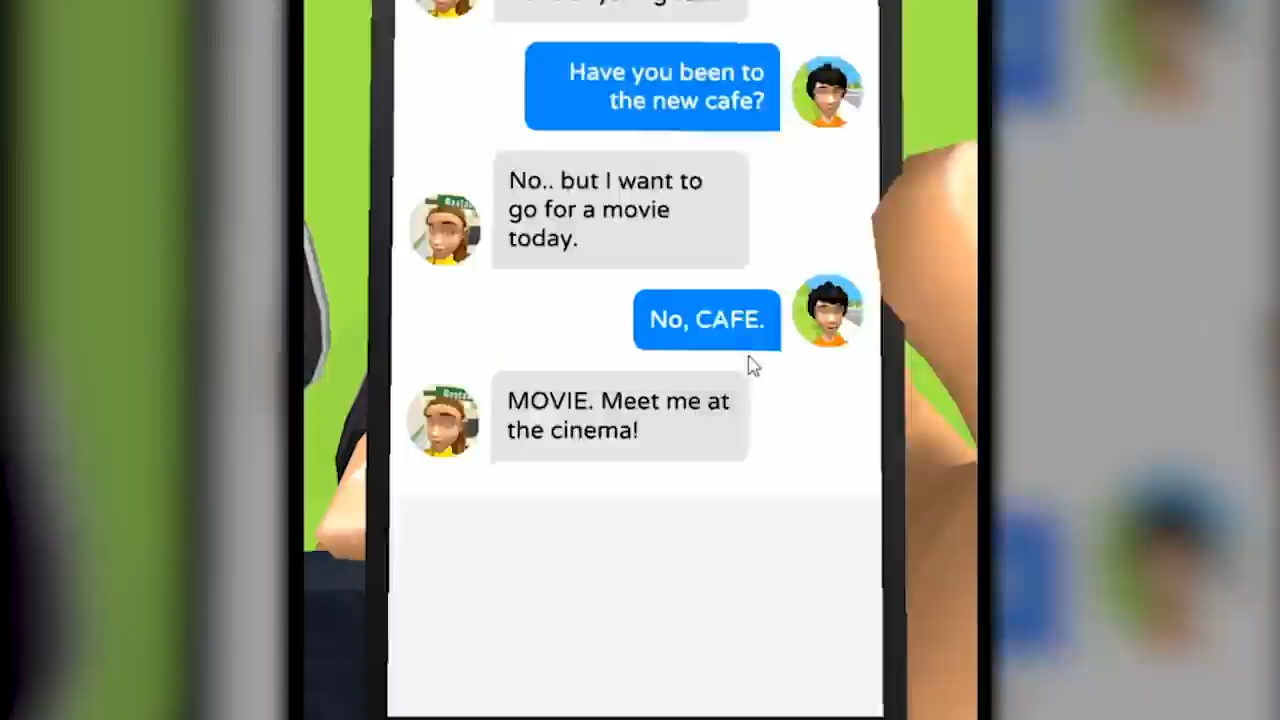 Have you been to
the new cafe?
No.. but I want to
go for a movie
today.
No, CAFE.
MOVIE. Meet me at
the cinema!